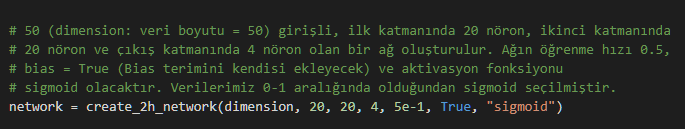 # 50 (dimension: veri boyutu = 50) girişli, ilk katmanında 20 nöron, ikinci katmanında
# 20 nöron ve çıkış katmanında 4 nöron olan bir ağ oluşturulur. Ağın öğrenme hızı 0.5,
# bias = True (Bias terimini kendisi ekleyecek) ve aktivasyon fonksiyonu
# sigmoid olacaktır. Verilerimiz 0-1 aralığında olduğundan sigmoid seçilmiştir.
network = create_2h_network(dimension, 20, 20, 4, 5e-1, True, "sigmoid")